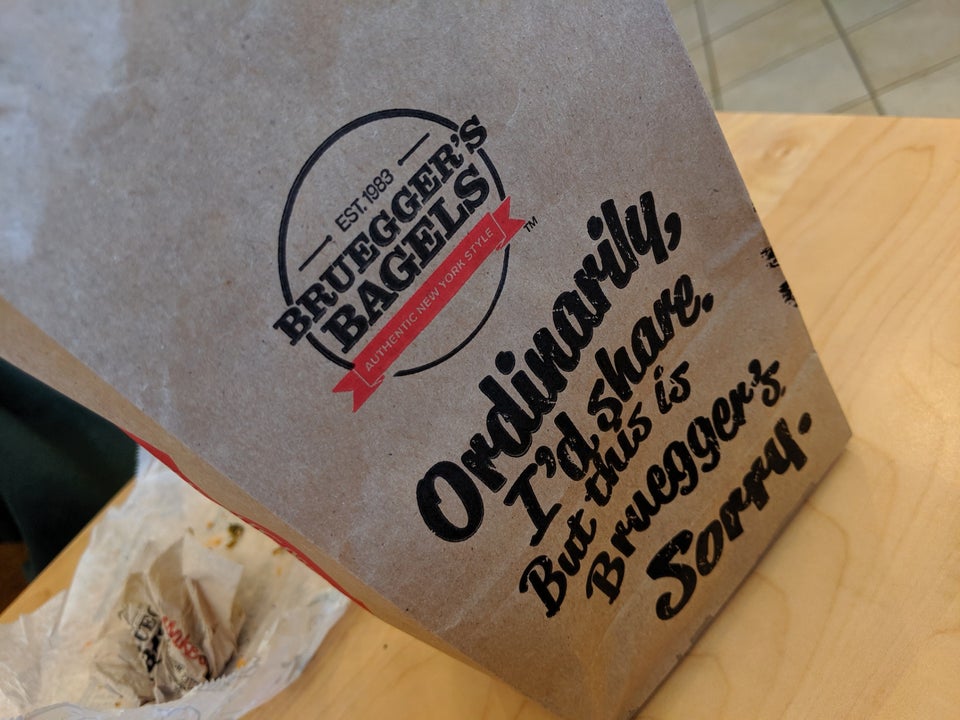 EST. 1983
BRUEGGER'S
BAGELS
AUTHENTIC NEW YORK STYLE
TM
Ordinarily,
I'd share.
But this is
Bruegger's.
Sorry.